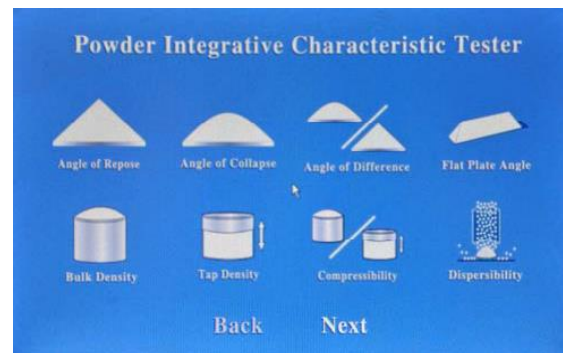 Powder Integrative Characteristic Tester
Angle of Repose
Angle of Collapse
Angle of Difference
Flat Plate Angle
Bulk Density
Tap Density
Compressibility
Dispersibility
Back
Next